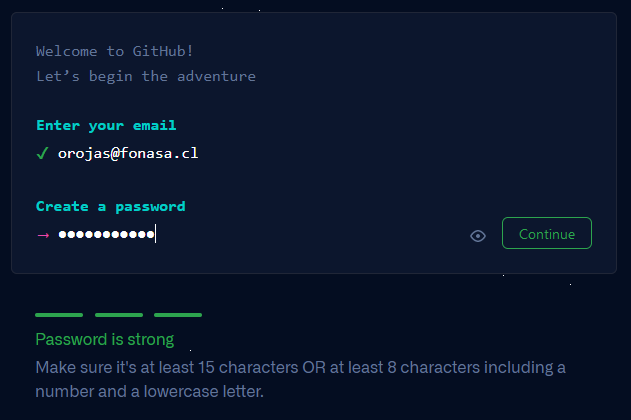 Welcome to GitHub!
Let’s begin the adventure
Enter your email
✓ orojas@fonasa.cl
Create a password
→ ●●●●●●●●●●●
Continue
Password is strong
Make sure it's at least 15 characters OR at least 8 characters including a
number and a lowercase letter.